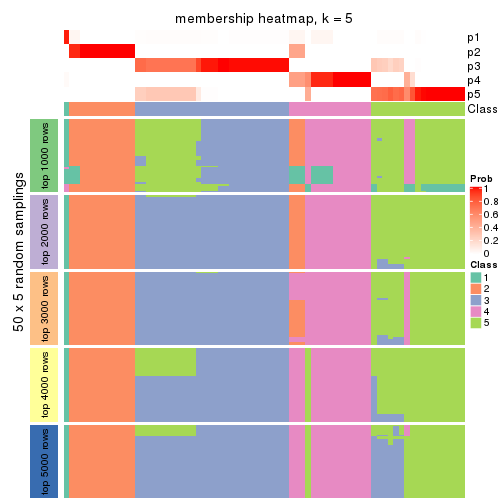 membership heatmap, k = 5
p1
p2
p3
p4
p5
Class
50 x 5 random samplings
top 1000 rows
top 2000 rows
top 3000 rows
top 4000 rows
top 5000 rows
Prob
1
0.8
0.6
0.4
0.2
0
Class
1
2
3
4
5